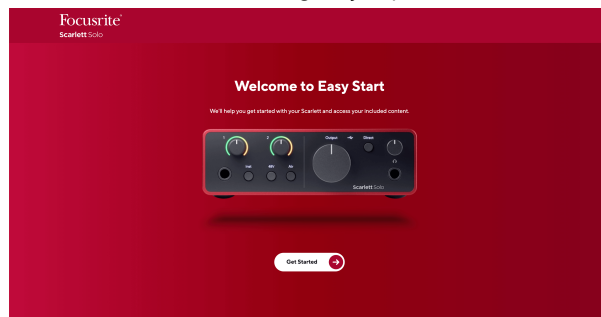 Focusrite®
Scarlett Solo
Welcome to Easy Start
We'll help you get started with your Scarlett and access your included content.
1
2
Output
Direct
Inst
48V
Air
Scarlett Solo
Get Started